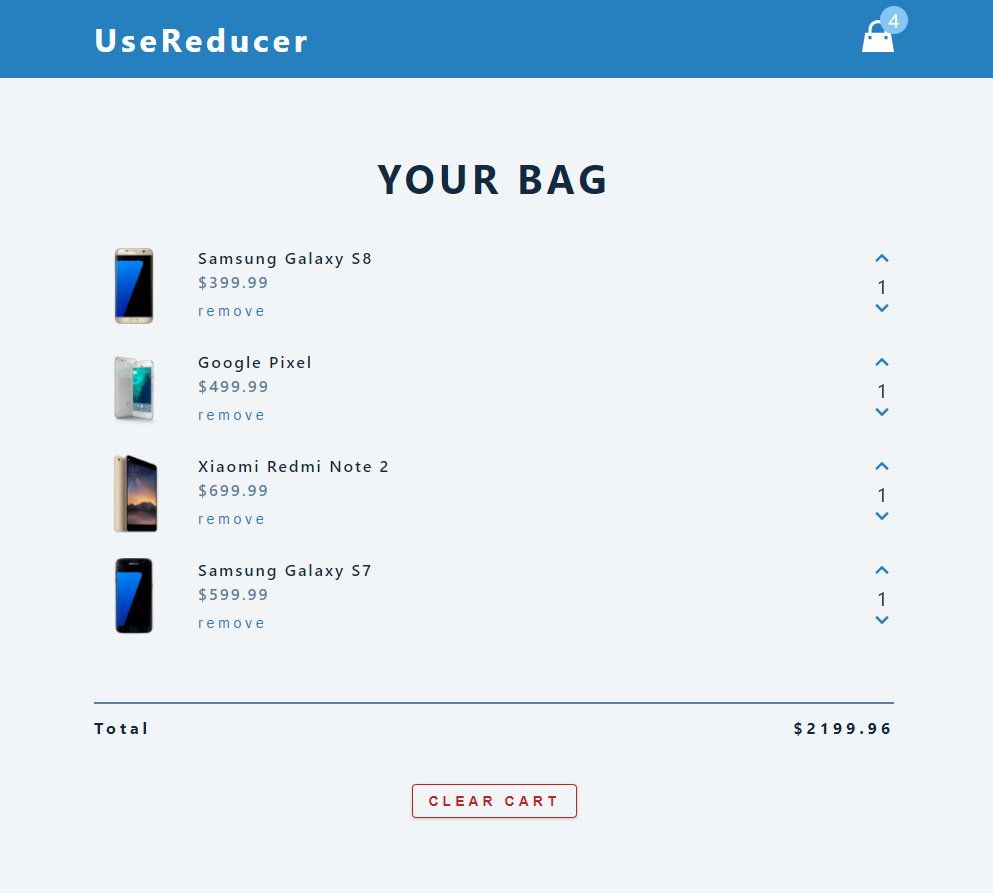 UseReducer
4
YOUR BAG
Samsung Galaxy S8
$399.99
remove
1
Google Pixel
$499.99
remove
1
Xiaomi Redmi Note 2
$699.99
remove
1
Samsung Galaxy S7
$599.99
remove
1
Total $2199.96
CLEAR CART